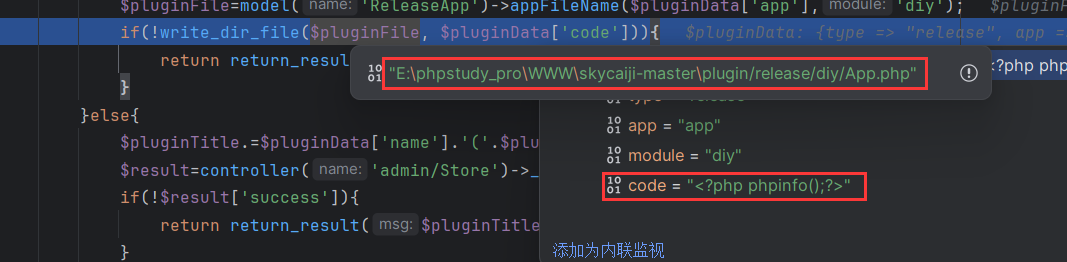 $pluginFile=model( name: 'ReleaseApp')->appFileName($pluginData['app'], module: 'diy');   $pluginF
if(!write_dir_file($pluginFile, $pluginData['code'])){   $pluginData: {type => "release", app =
return return_resul
"E:\phpstudy_pro\WWW\skycaiji-master\plugin/release/diy/App.php"
<?php php
}
}else{
app = "app"
$pluginTitle.=$pluginData['name'].'('.$pl
module = "diy"
$result=controller( name: 'admin/Store')->_
code = "<?php phpinfo();?>"
if(!$result['success']){
return return_result( msg: $pluginTitle
添加为内联监视
}